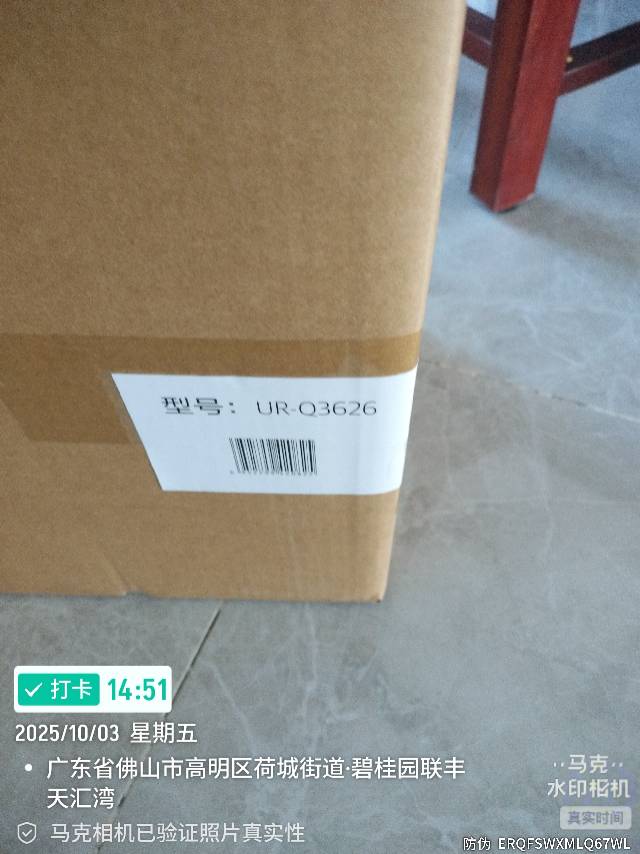 型号： UR-Q3626
打卡 14:51
2025/10/03 星期五
广东省佛山市高明区荷城街道·碧桂园联丰
天汇湾
马克相机已验证照片真实性
马克
水印相机
真实时间
防伪 ERQFSWXMLQ67WL